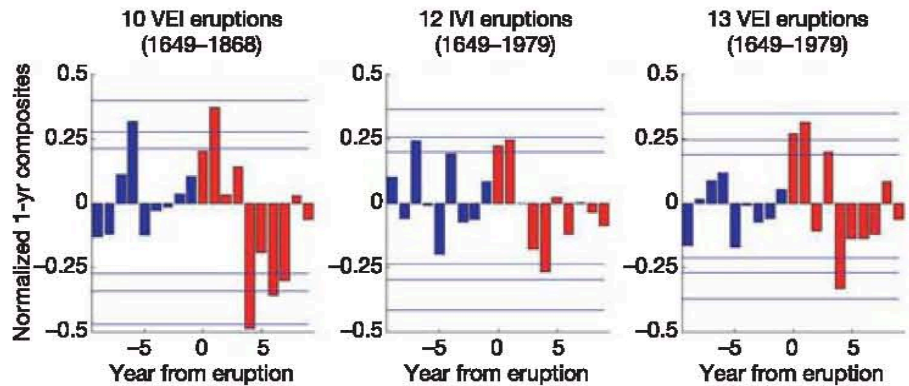 10 VEI eruptions
(1649–1868)
12 IVI eruptions
(1649–1979)
13 VEI eruptions
(1649–1979)
Normalized 1-yr composites
0.5
0.25
0
−0.25
−0.5
−5 0 5
Year from eruption
0.5
0.25
0
−0.25
−0.5
−5 0 5
Year from eruption
0.5
0.25
0
−0.25
−0.5
−5 0 5
Year from eruption